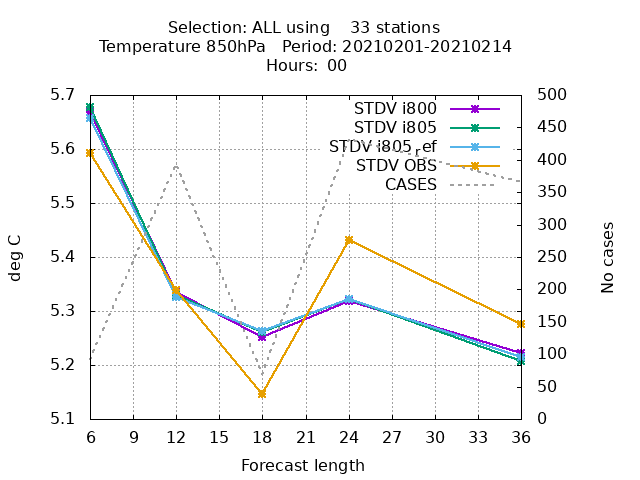 Selection: ALL using 33 stations
Temperature 850hPa Period: 20210201-20210214
Hours: 00
5.7
5.6
5.5
5.4
5.3
5.2
5.1
deg C
500
450
400
350
300
250
200
150
100
50
0
No cases
STDV i800
STDV i805
STDV i805_ref
STDV OBS
CASES
6 9 12 15 18 21 24 27 30 33 36
Forecast length